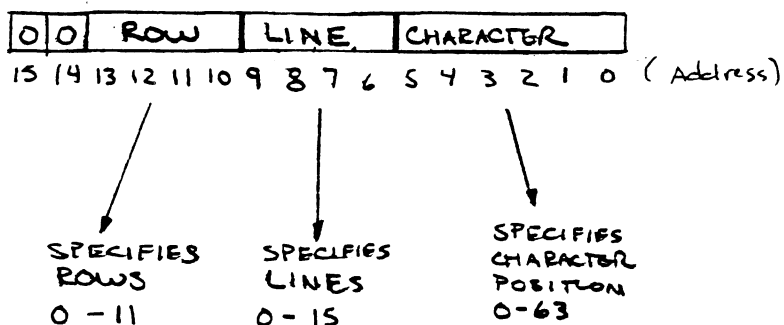 0 0 ROW LINE CHARACTER
15 14 13 12 11 10 9 8 7 6 5 4 3 2 1 0 (Address)
SPECIFIES
ROWS
0 - 11
SPECIFIES
LINES
0 - 15
SPECIFIES
CHARACTER
POSITION
0-63